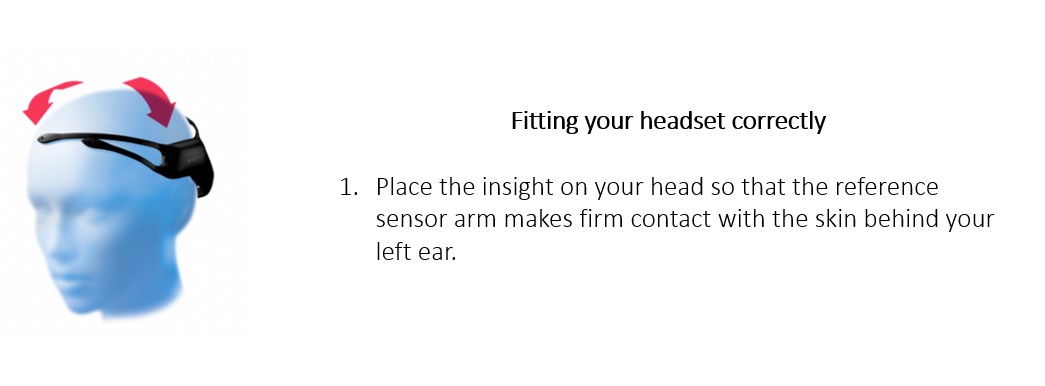 Fitting your headset correctly
1. Place the insight on your head so that the reference
sensor arm makes firm contact with the skin behind your
left ear.